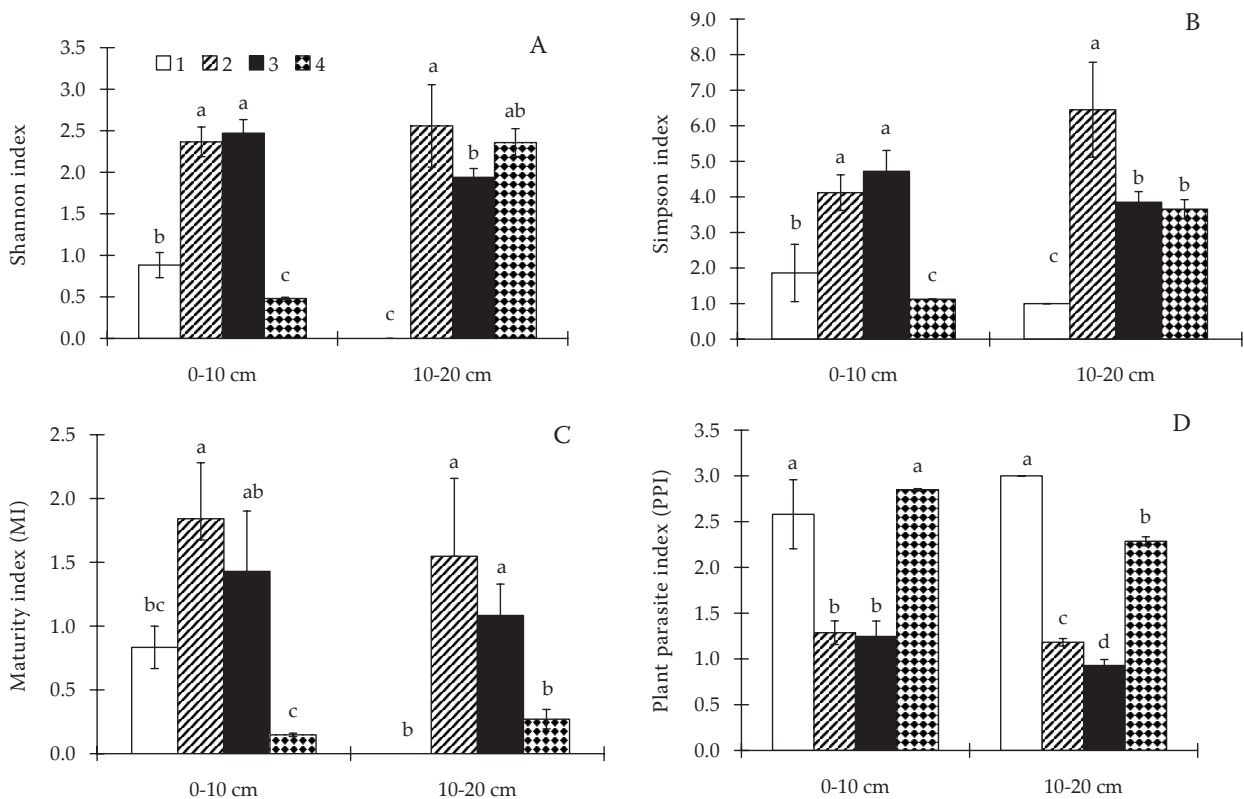 A
3.5
3.0
2.5
2.0
1.5
1.0
0.5
0.0
Shannon index
1 2 3 4
b a a c
c a b ab
0-10 cm 10-20 cm
B
9.0
8.0
7.0
6.0
5.0
4.0
3.0
2.0
1.0
0.0
Simpson index
b a a c
c a b b
0-10 cm 10-20 cm
C
2.5
2.0
1.5
1.0
0.5
0.0
Maturity index (MI)
bc a ab c
b a a b
0-10 cm 10-20 cm
D
3.5
3.0
2.5
2.0
1.5
1.0
0.5
0.0
Plant parasite index (PPI)
a b b a
a c d b
0-10 cm 10-20 cm